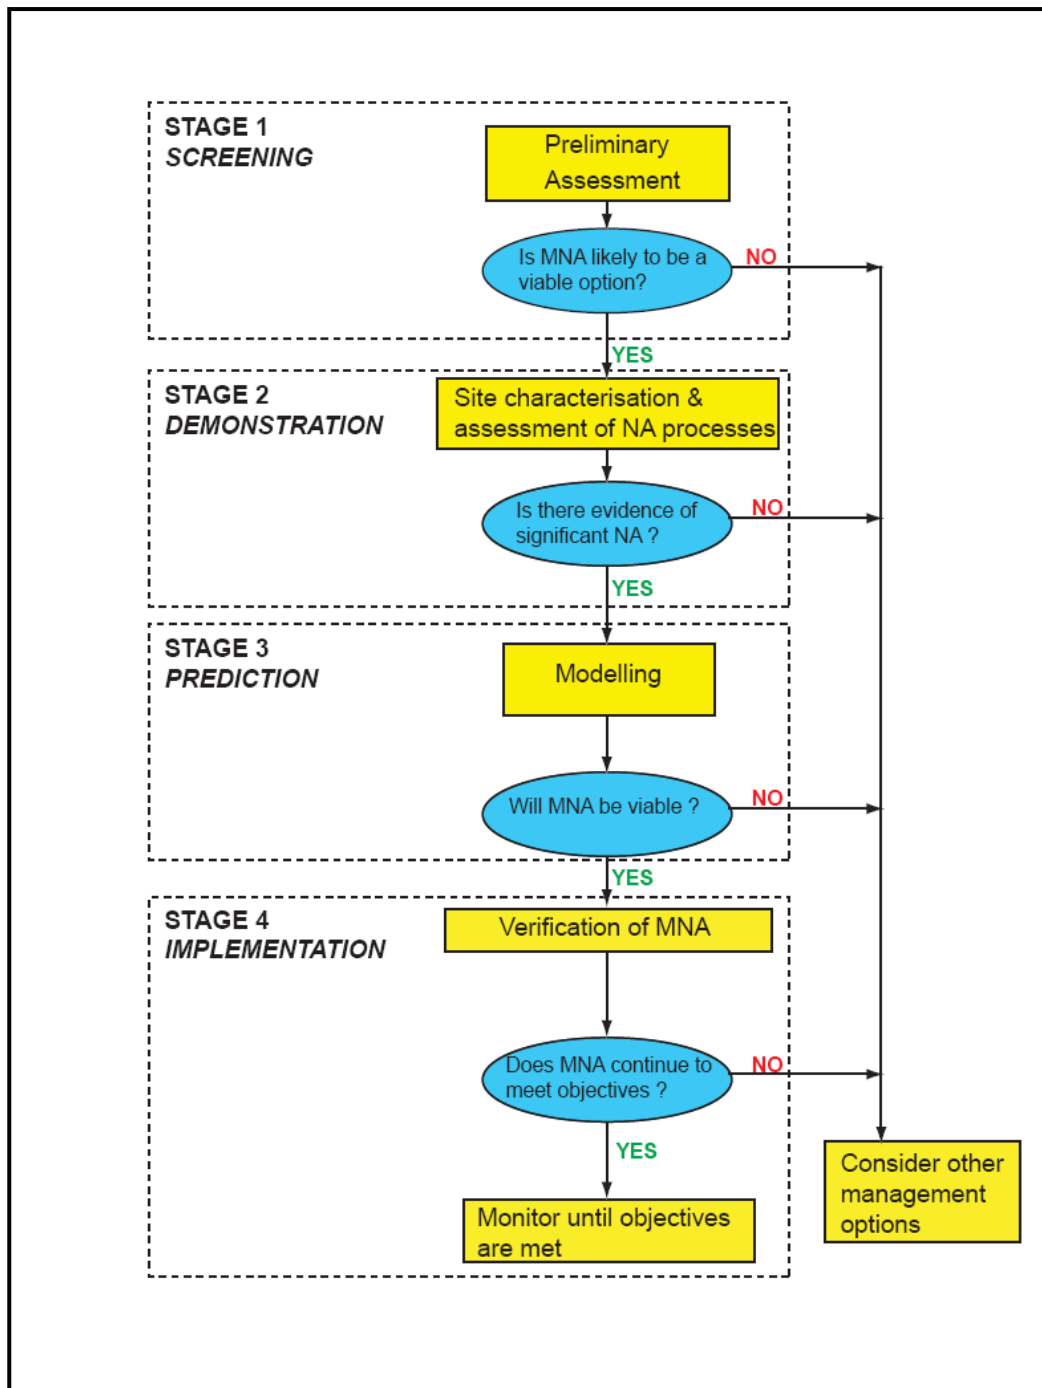 STAGE 1
SCREENING
Preliminary
Assessment
Is MNA likely to be a
viable option?
NO
YES
STAGE 2
DEMONSTRATION
Site characterisation &
assessment of NA processes
Is there evidence of
significant NA ?
NO
YES
STAGE 3
PREDICTION
Modelling
Will MNA be viable ?
NO
YES
STAGE 4
IMPLEMENTATION
Verification of MNA
Does MNA continue to
meet objectives ?
NO
YES
Monitor until objectives
are met
Consider other
management
options